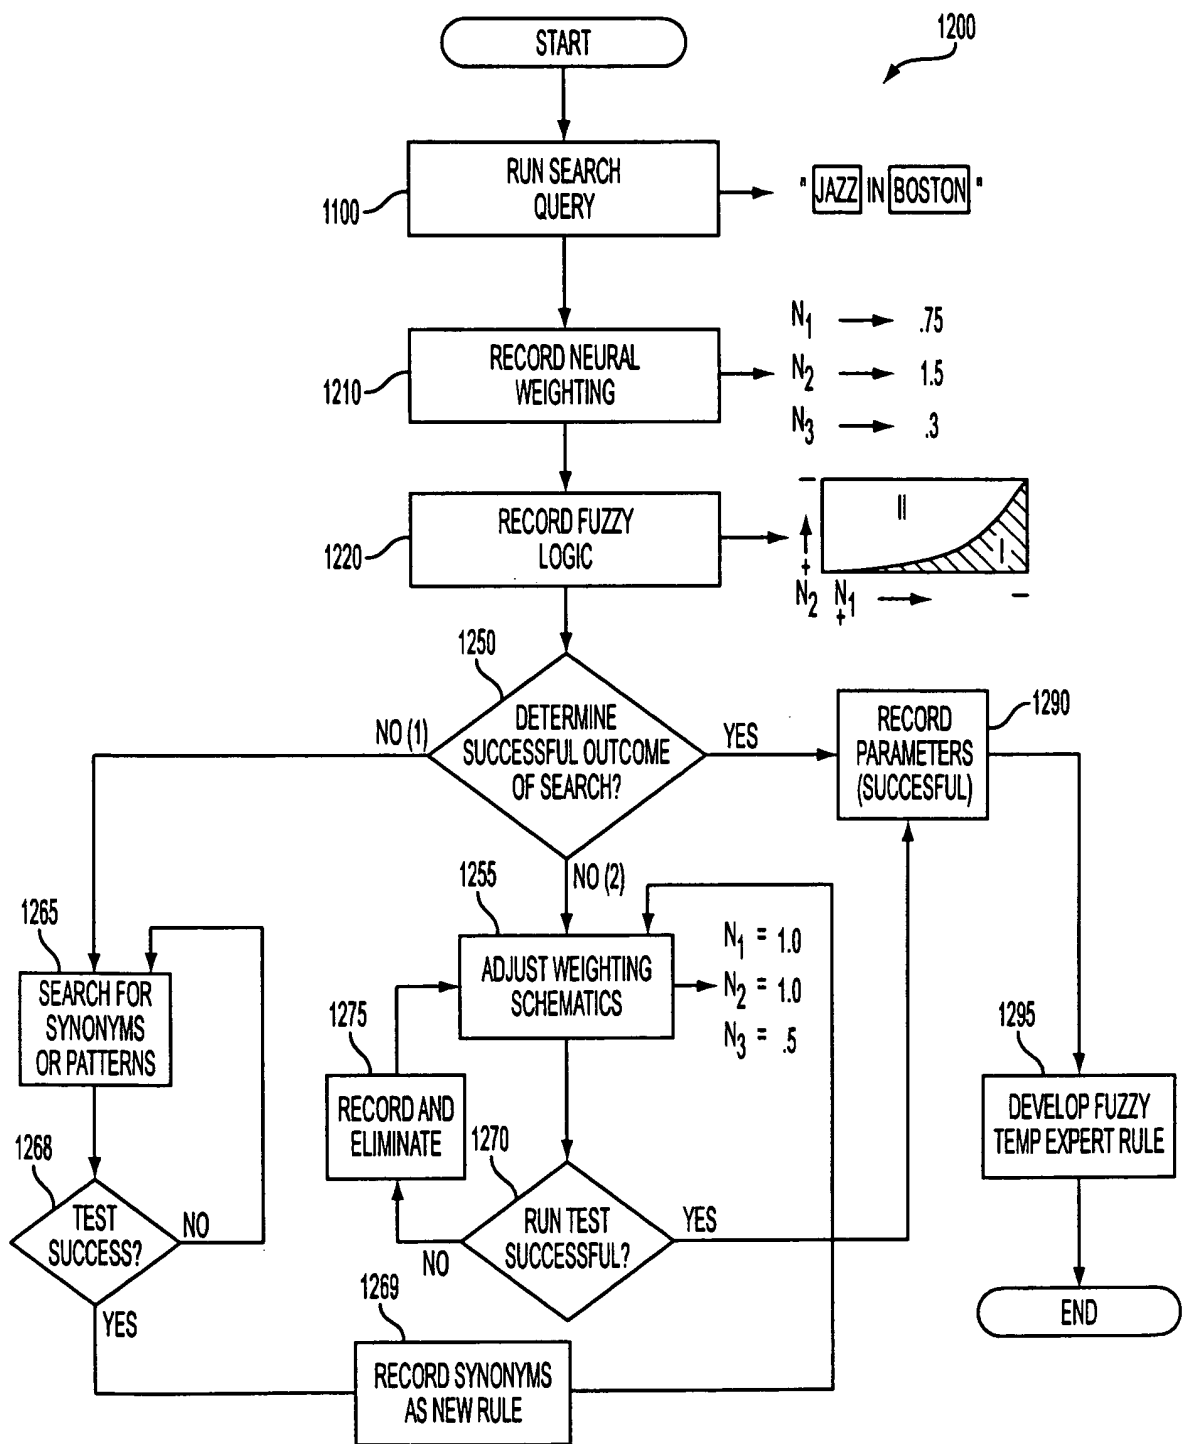 1200
START
RUN SEARCH
QUERY
1100
" JAZZ IN BOSTON "
N1 → .75
RECORD NEURAL
WEIGHTING
1210
N2 → 1.5
N3 → .3
RECORD FUZZY
LOGIC
1220
II
I
−
+
N2 N1 → −
+
1250
DETERMINE
SUCCESSFUL OUTCOME
OF SEARCH?
NO (1)
YES
NO (2)
RECORD
PARAMETERS
(SUCCESFUL)
1290
1255
ADJUST WEIGHTING
SCHEMATICS
N1 = 1.0
N2 = 1.0
N3 = .5
1265
SEARCH FOR
SYNONYMS
OR PATTERNS
1275
RECORD AND
ELIMINATE
1295
DEVELOP FUZZY
TEMP EXPERT RULE
1268
TEST
SUCCESS?
NO
YES
1270
RUN TEST
SUCCESSFUL?
NO
YES
1269
RECORD SYNONYMS
AS NEW RULE
END